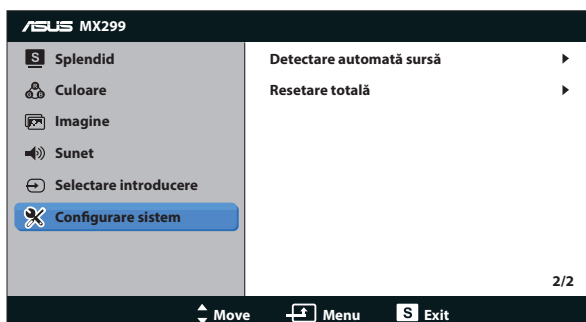 ASUS MX299
S Splendid
Culoare
Imagine
Sunet
Selectare introducere
Configurare sistem
Detectare automată sursă
Resetare totală
2/2
Move Menu S Exit